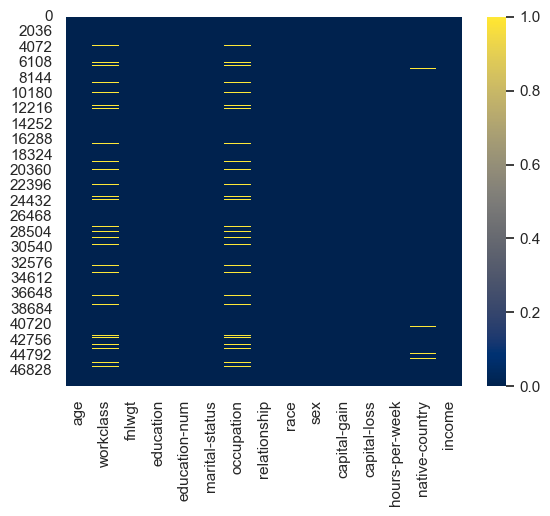 0
2036
4072
6108
8144
10180
12216
14252
16288
18324
20360
22396
24432
26468
28504
30540
32576
34612
36648
38684
40720
42756
44792
46828
age
workclass
fnlwgt
education
education-num
marital-status
occupation
relationship
race
sex
capital-gain
capital-loss
hours-per-week
native-country
income
1.0
0.8
0.6
0.4
0.2
0.0